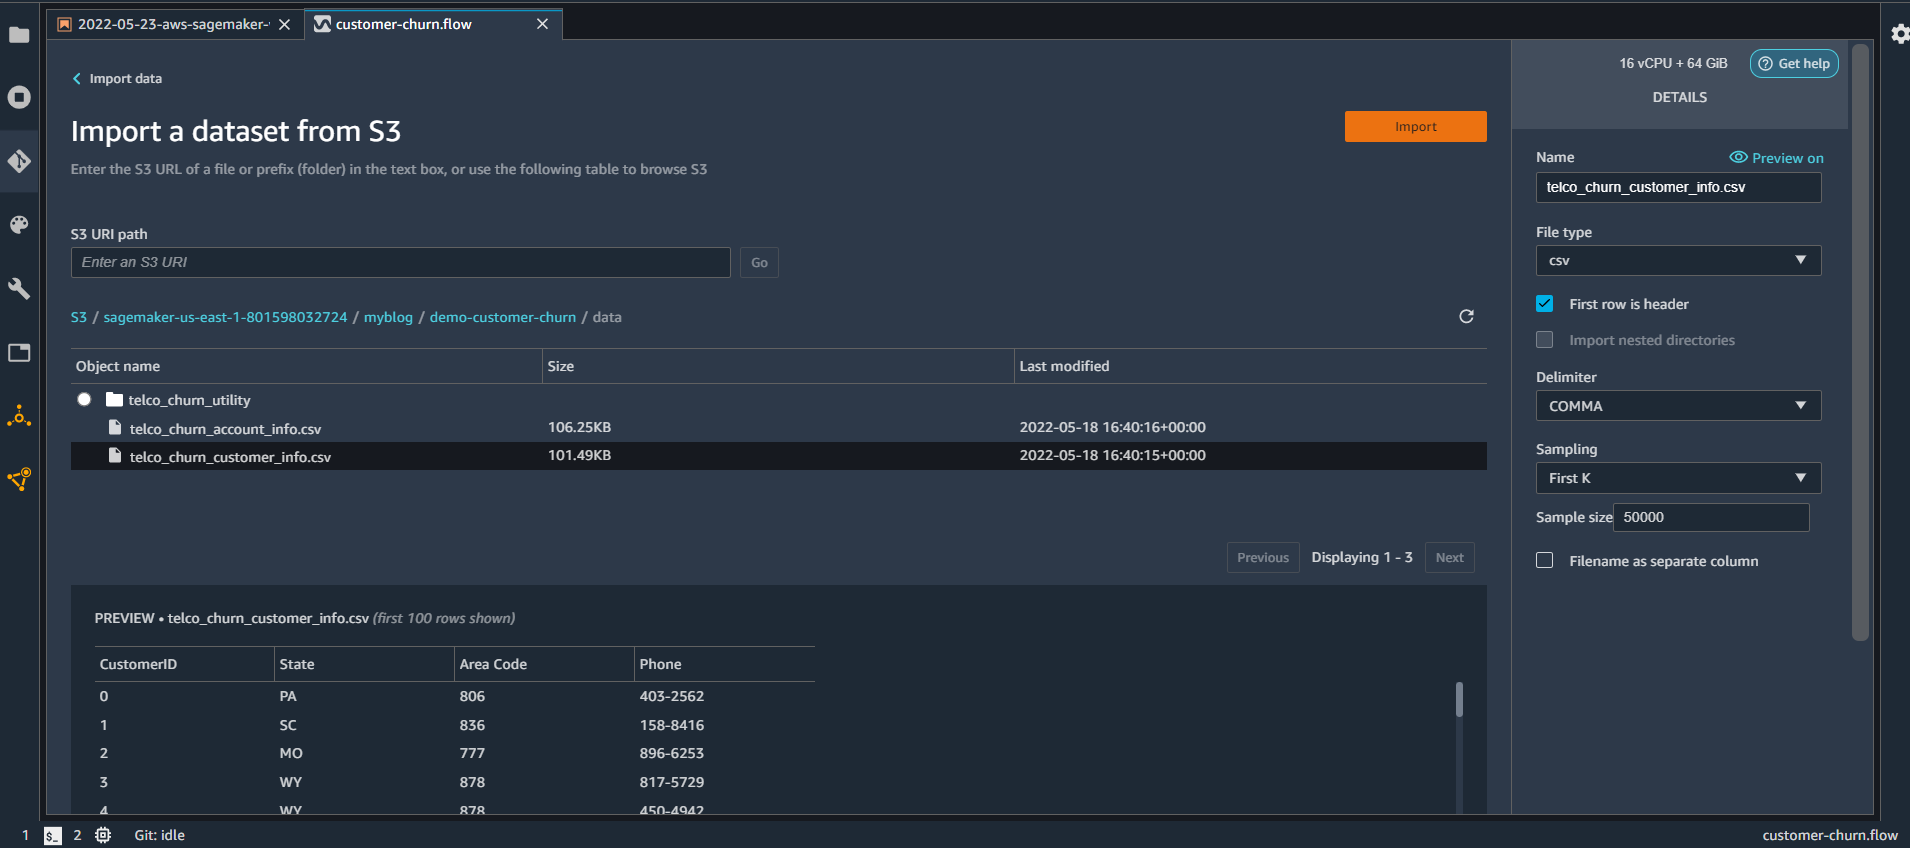 2022-05-23-aws-sagemaker-
customer-churn.flow
Import data
Import a dataset from S3
Import
Enter the S3 URL of a file or prefix (folder) in the text box, or use the following table to browse S3
S3 URI path
Enter an S3 URI
Go
S3 / sagemaker-us-east-1-801598032724 / myblog / demo-customer-churn / data
Object name Size Last modified
telco_churn_utility
telco_churn_account_info.csv 106.25KB 2022-05-18 16:40:16+00:00
telco_churn_customer_info.csv 101.49KB 2022-05-18 16:40:15+00:00
Previous Displaying 1 - 3 Next
PREVIEW • telco_churn_customer_info.csv (first 100 rows shown)
CustomerID State Area Code Phone
0 PA 806 403-2562
1 SC 836 158-8416
2 MO 777 896-6253
3 WY 878 817-5729
4 WY 878 450-4942
16 vCPU + 64 GiB
Get help
DETAILS
Name
Preview on
telco_churn_customer_info.csv
File type
csv
First row is header
Import nested directories
Delimiter
COMMA
Sampling
First K
Sample size 50000
Filename as separate column
1 $_ 2 Git: idle
customer-churn.flow